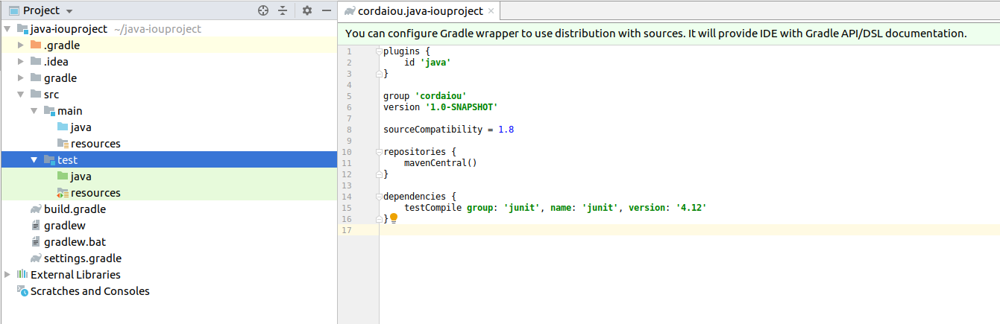 Project
java-iouproject ~/java-iouproject
.gradle
.idea
gradle
src
main
java
resources
test
java
resources
build.gradle
gradlew
gradlew.bat
settings.gradle
External Libraries
Scratches and Consoles
cordaiou.java-iouproject
You can configure Gradle wrapper to use distribution with sources. It will provide IDE with Gradle API/DSL documentation.
1 plugins {
2 id 'java'
3 }
4
5 group 'cordaiou'
6 version '1.0-SNAPSHOT'
7
8 sourceCompatibility = 1.8
9
10 repositories {
11 mavenCentral()
12 }
13
14 dependencies {
15 testCompile group: 'junit', name: 'junit', version: '4.12'
16 }
17